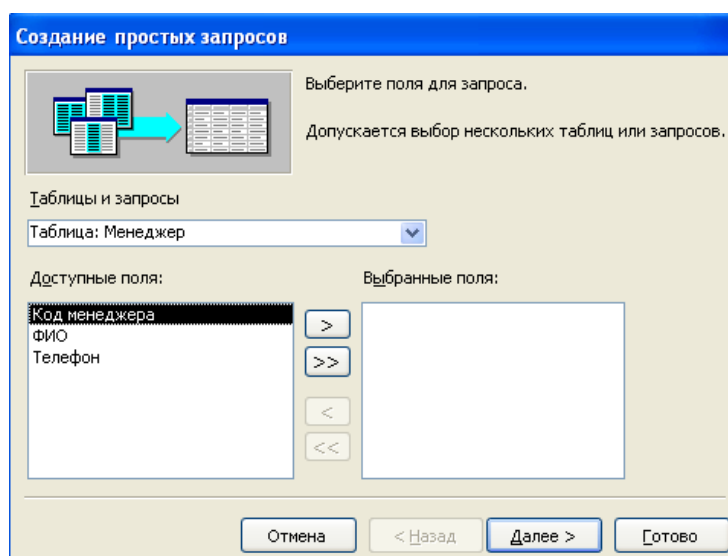 Создание простых запросов
Выберите поля для запроса.
Допускается выбор нескольких таблиц или запросов.
Таблицы и запросы
Таблица: Менеджер
Доступные поля:
Выбранные поля:
Код менеджера
ФИО
Телефон
>
>>
<
<<
Отмена
< Назад
Далее >
Готово